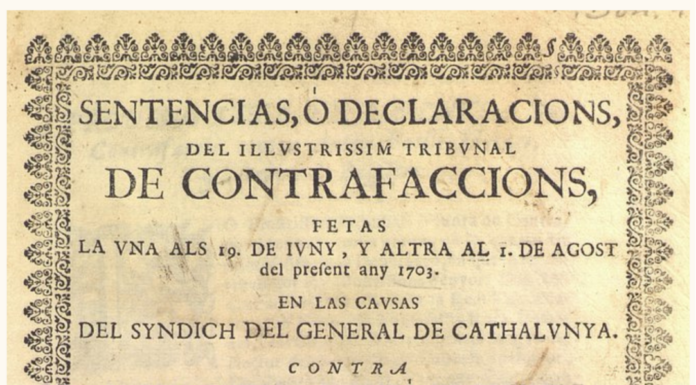 SENTENCIAS, Ò DECLARACIONS,
DEL ILLVSTRISSIM TRIBVNAL
DE CONTRAFACCIONS,
FETAS
LA VNA ALS 19. DE IVNY, Y ALTRA AL 1. DE AGOST
del preſent any 1703.
EN LAS CAVSAS
DEL SYNDICH DEL GENERAL DE CATHALVNYA.
CONTRA